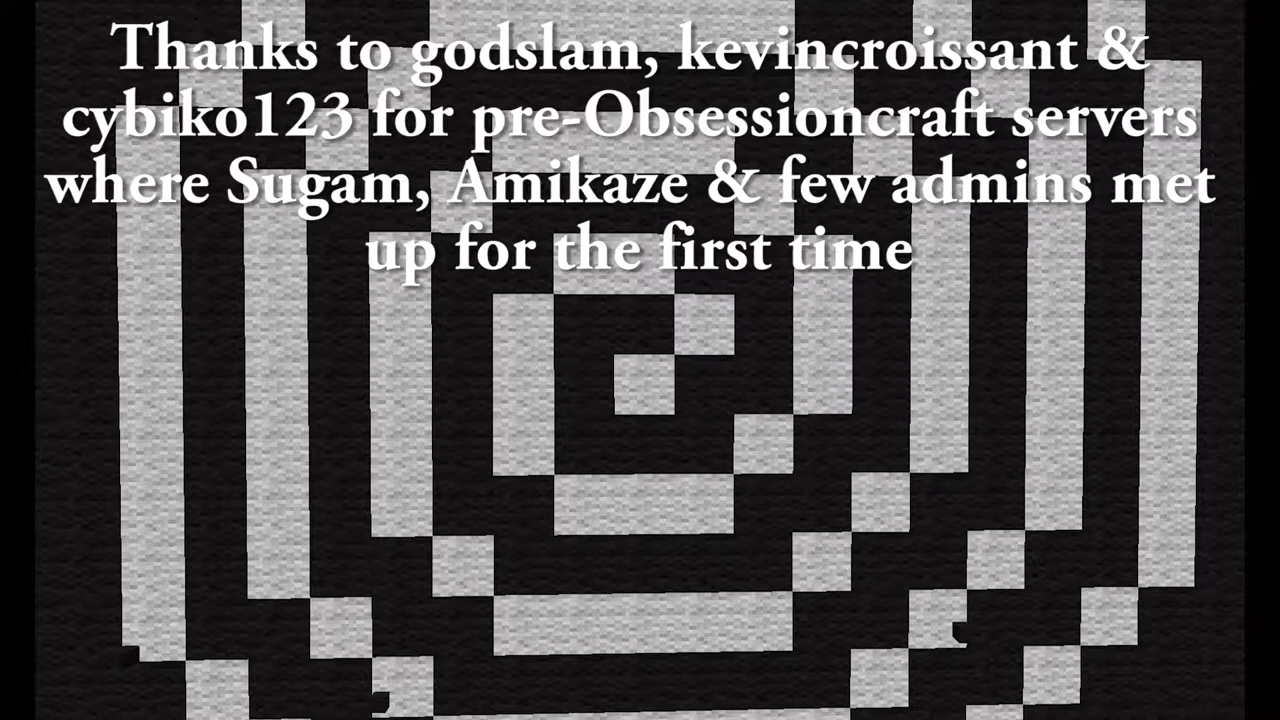 Thanks to godslam, kevincroissant &
cybiko123 for pre-Obsessioncraft servers
where Sugam, Amikaze & few admins met
up for the first time